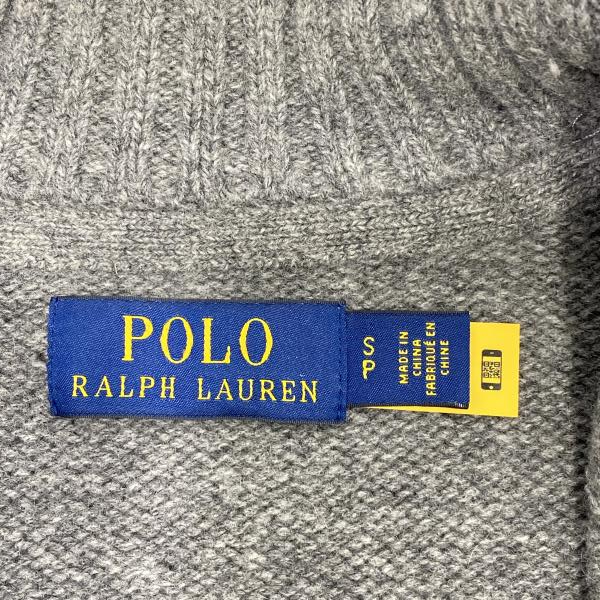 POLO
RALPH LAUREN
S
P
MADE IN
CHINA
FABRIQUÉ EN
CHINE